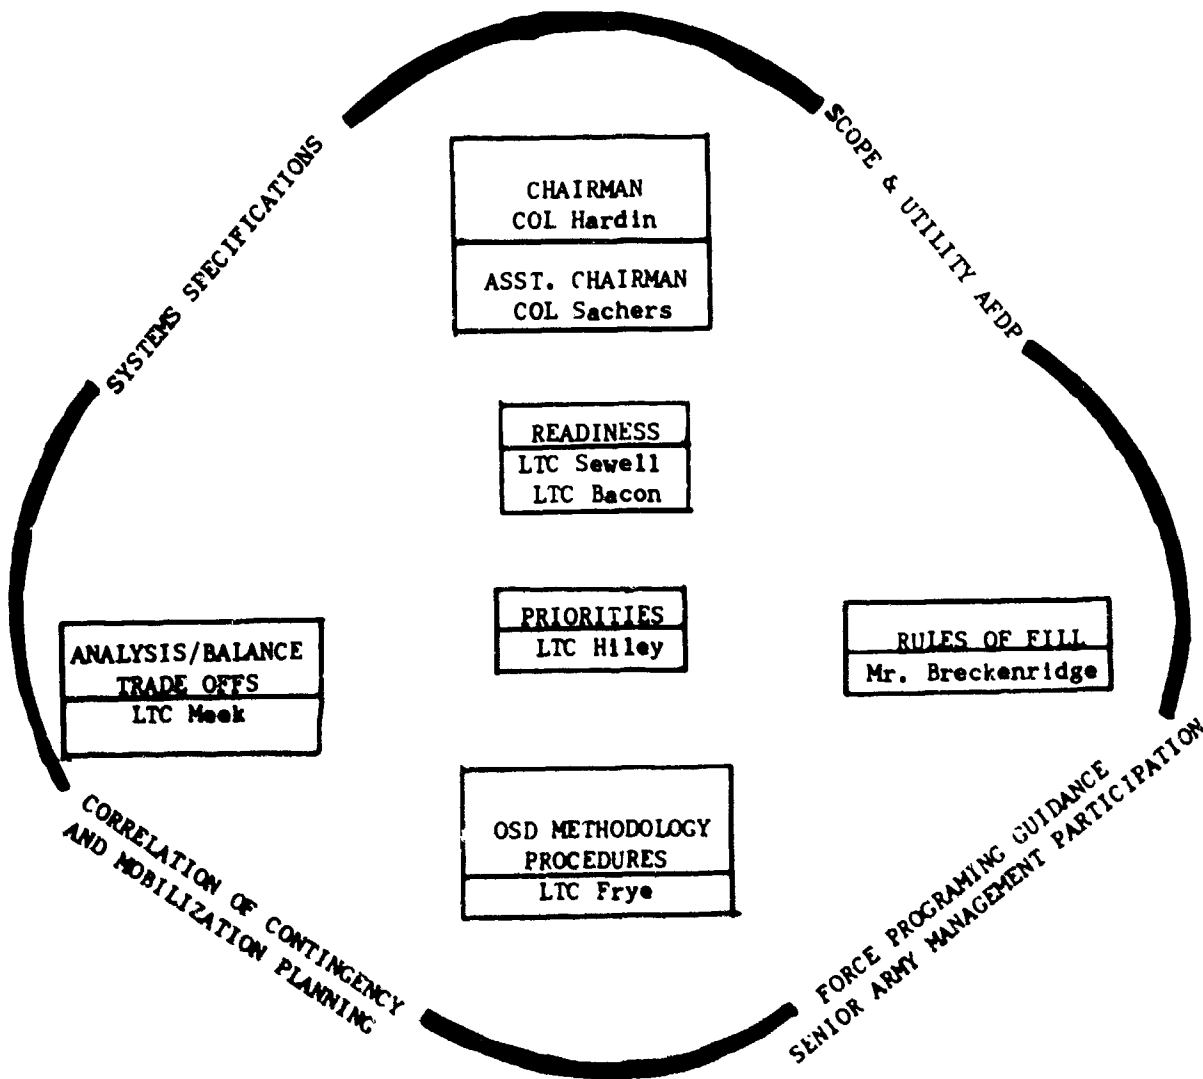 SYSTEMS SPECIFICATIONS
SCOPE & UTILITY AFDP
CHAIRMAN
COL Hardin
ASST. CHAIRMAN
COL Sachers
READINESS
LTC Sewell
LTC Bacon
PRIORITIES
LTC Hiley
ANALYSIS/BALANCE
TRADE OFFS
LTC Meek
RULES OF FILL
Mr. Breckenridge
OSD METHODOLOGY
PROCEDURES
LTC Frye
CORRELATION OF CONTINGENCY
AND MOBILIZATION PLANNING
FORCE PROGRAMING GUIDANCE
SENIOR ARMY MANAGEMENT PARTICIPATION